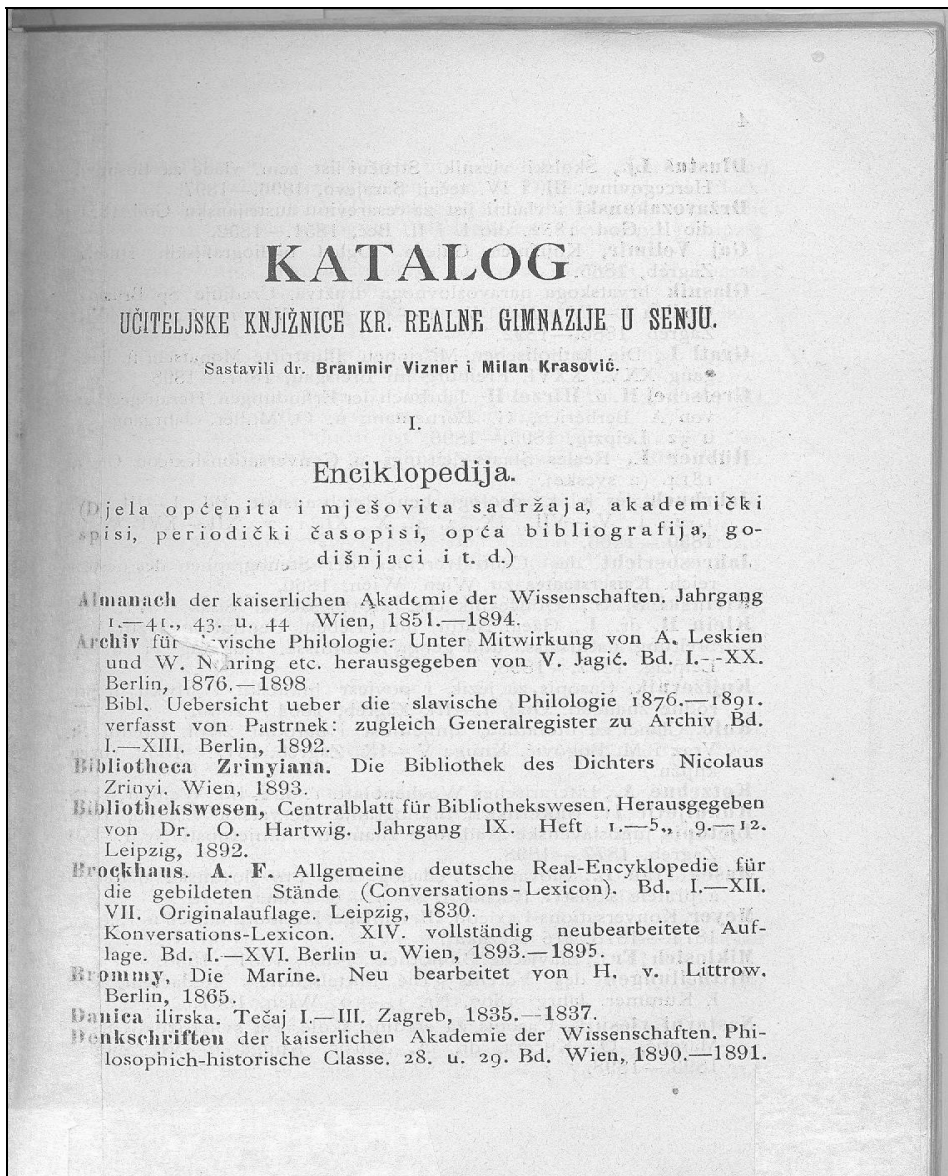 KATALOG
UČITELJSKE KNJIŽNICE KR. REALNE GIMNAZIJE U SENJU.
Sastavili dr. Branimir Vizner i Milan Krasović.
I.
Enciklopedija.
(Djela općenita i mješovita sadržaja, akademički
spisi, periodički časopisi, opća bibliografija, go-
dišnjaci i t. d.)
Almanach der kaiserlichen Akademie der Wissenschaften. Jahrgang
1.—41., 43. u. 44 Wien, 1851.—1894.
Archiv für slavische Philologie. Unter Mitwirkung von A. Leskien
und W. Nehring etc. herausgegeben von V. Jagić. Bd. I.--XX.
Berlin, 1876.—1898
Bibl. Uebersicht ueber die slavische Philologie 1876.—1891.
verfasst von Pastrnek: zugleich Generalregister zu Archiv Bd.
I.—XIII. Berlin, 1892.
Bibliotheca Zrinyiana. Die Bibliothek des Dichters Nicolaus
Zrinyi. Wien, 1893.
Bibliothekswesen, Centralblatt für Bibliothekswesen. Herausgegeben
von Dr. O. Hartwig. Jahrgang IX. Heft 1.—5., 9.—12.
Leipzig, 1892.
Brockhaus. A. F. Allgemeine deutsche Real-Encyklopedie für
die gebildeten Stände (Conversations-Lexicon). Bd. I.—XII.
VII. Originalauflage. Leipzig, 1830.
Konversations-Lexicon. XIV. vollständig neubearbeitete Auf-
lage. Bd. I.—XVI. Berlin u. Wien, 1893.—1895.
Brommy, Die Marine. Neu bearbeitet von H. v. Littrow.
Berlin, 1865.
Danica ilirska. Tečaj I.—III. Zagreb, 1835.—1837.
Denkschriften der kaiserlichen Akademie der Wissenschaften. Phi-
losophich-historische Classe. 28. u. 29. Bd. Wien, 1890.—1891.